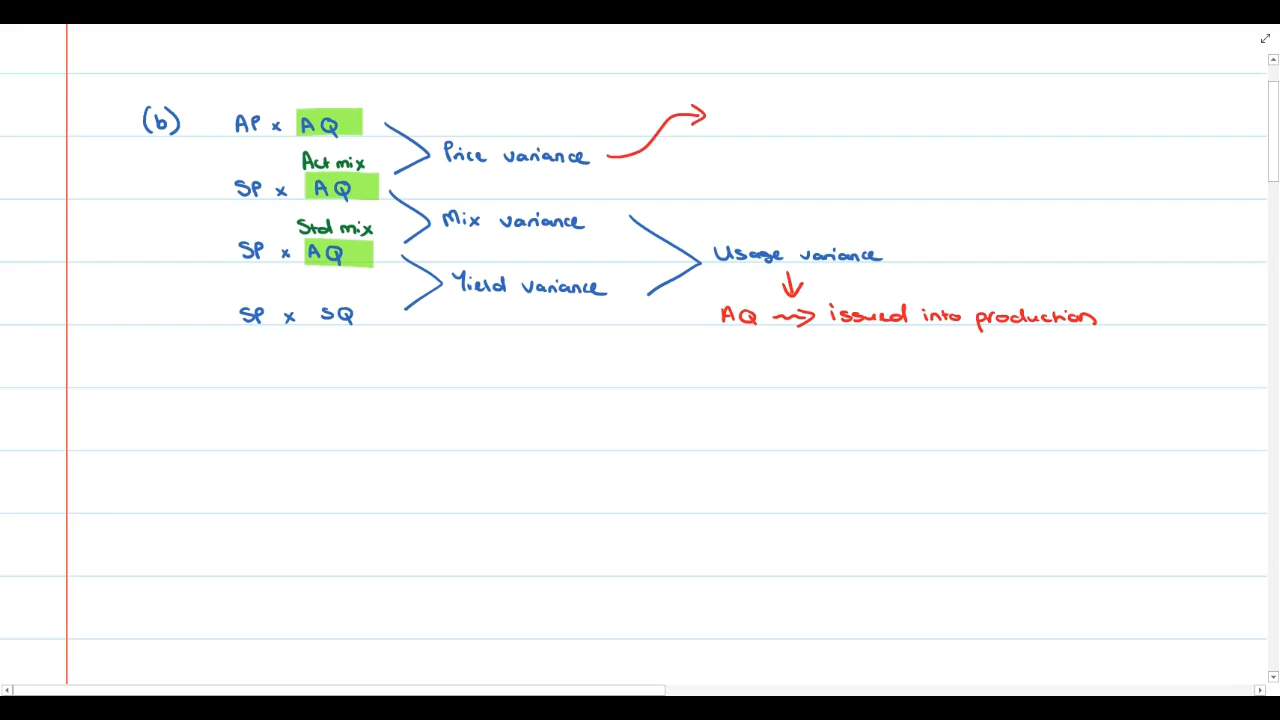 (b) AP x AQ
Price variance
Act mix
SP x AQ
Mix variance
Std mix
SP x AQ
Usage variance
Yield variance
SP x SQ
AQ issued into production